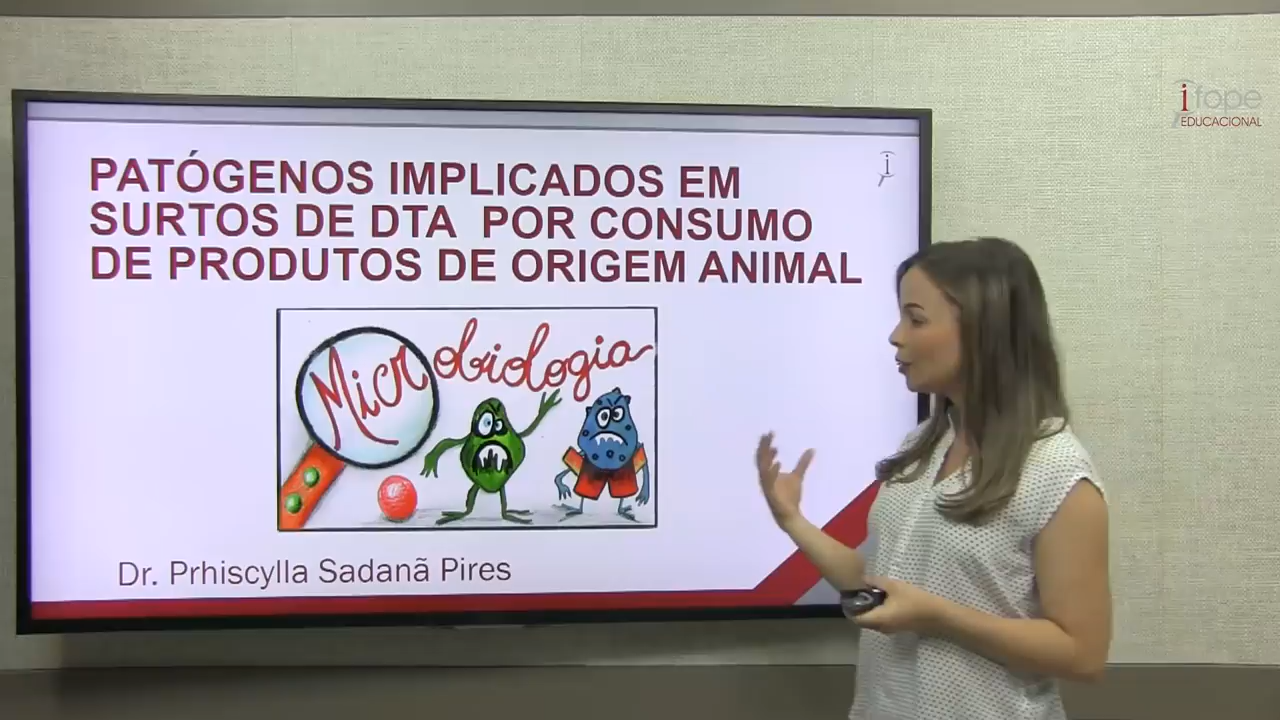 PATÓGENOS IMPLICADOS EM
SURTOS DE DTA POR CONSUMO
DE PRODUTOS DE ORIGEM ANIMAL
Microbiologia
Dr. Prhiscylla Sadanã Pires
ifope
EDUCACIONAL